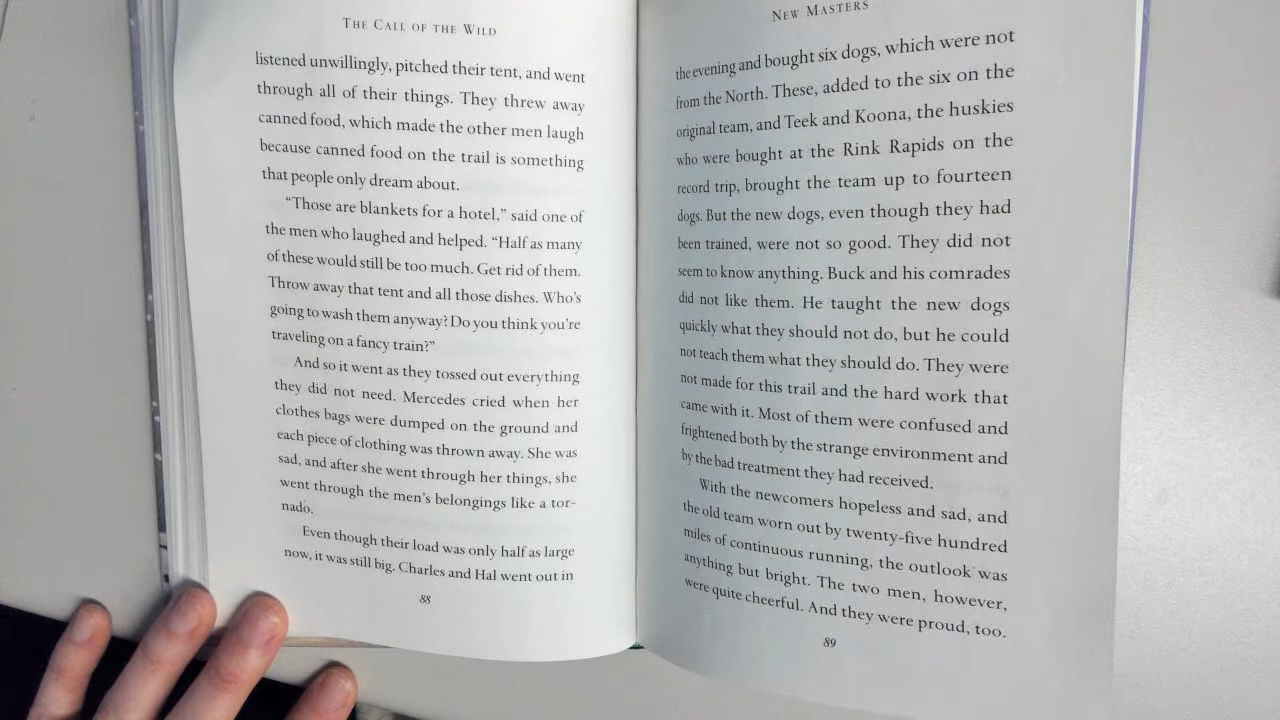 THE CALL OF THE WILD
listened unwillingly, pitched their tent, and went
through all of their things. They threw away
canned food, which made the other men laugh
because canned food on the trail is something
that people only dream about.
“Those are blankets for a hotel,” said one of
the men who laughed and helped. “Half as many
of these would still be too much. Get rid of them.
Throw away that tent and all those dishes. Who’s
going to wash them anyway? Do you think you’re
traveling on a fancy train?”
And so it went as they tossed out everything
they did not need. Mercedes cried when her
clothes bags were dumped on the ground and
each piece of clothing was thrown away. She was
sad, and after she went through her things, she
went through the men’s belongings like a tor-
nado.
Even though their load was only half as large
now, it was still big. Charles and Hal went out in
88
NEW MASTERS
the evening and bought six dogs, which were not
from the North. These, added to the six on the
original team, and Teek and Koona, the huskies
who were bought at the Rink Rapids on the
record trip, brought the team up to fourteen
dogs. But the new dogs, even though they had
been trained, were not so good. They did not
seem to know anything. Buck and his comrades
did not like them. He taught the new dogs
quickly what they should not do, but he could
not teach them what they should do. They were
not made for this trail and the hard work that
came with it. Most of them were confused and
frightened both by the strange environment and
by the bad treatment they had received.
With the newcomers hopeless and sad, and
the old team worn out by twenty-five hundred
miles of continuous running, the outlook was
anything but bright. The two men, however,
were quite cheerful. And they were proud, too.
89